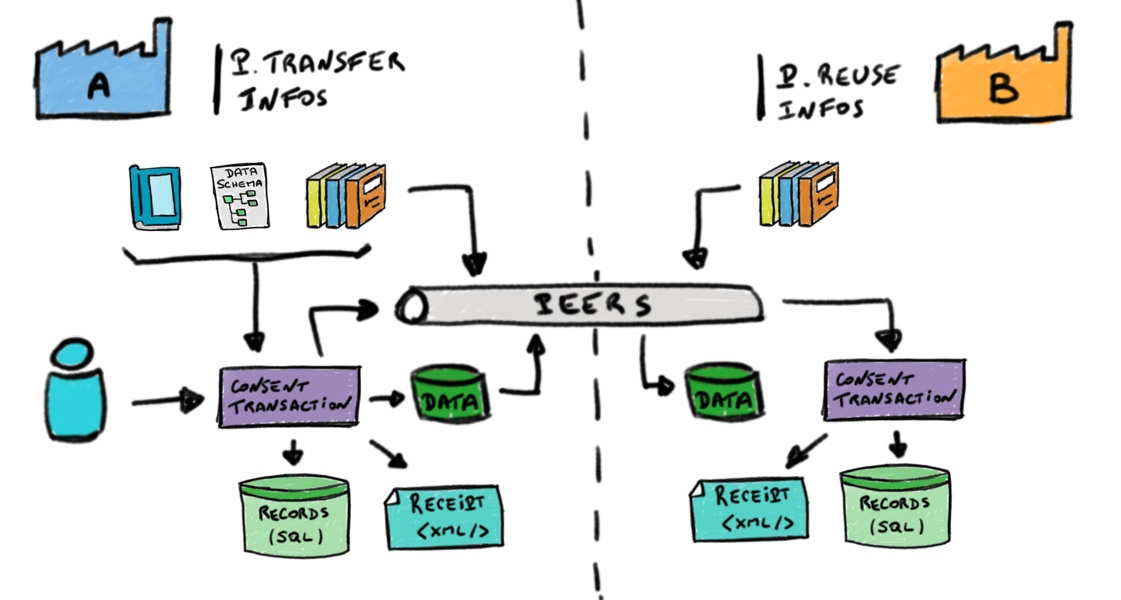 A
P. TRANSFER
INFOS
P. REUSE
INFOS
B
DATA
SCHEMA
PEERS
CONSENT
TRANSACTION
DATA
DATA
CONSENT
TRANSACTION
RECORDS
(SQL)
RECEIPT
<XML/>
RECEIPT
<XML/>
RECORDS
(SQL)